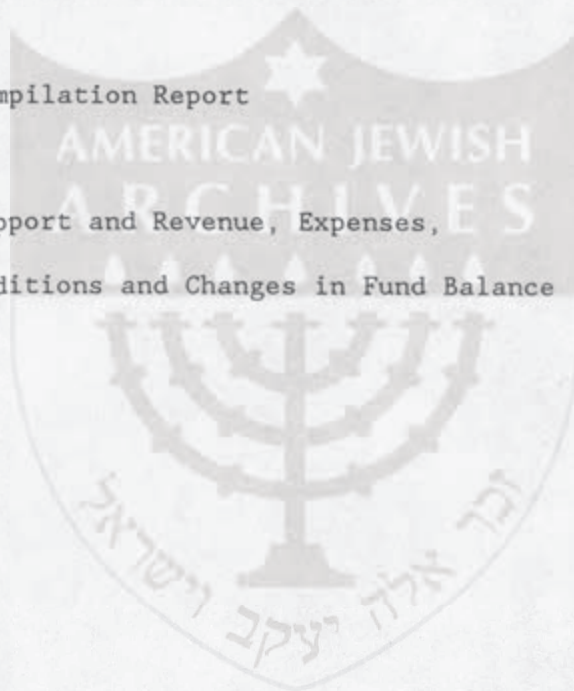 mpilation Report
AMERICAN JEWISH
ARCHIVES
pport and Revenue, Expenses,
ditions and Changes in Fund Balance
זכר אלה יעקב וישראל